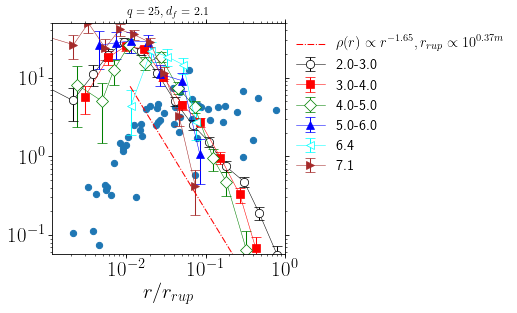 q = 25, d_f = 2.1
ρ(r) ∝ r^{-1.65}, r_{rup} ∝ 10^{0.37m}
2.0-3.0
3.0-4.0
4.0-5.0
5.0-6.0
6.4
7.1
10^1
10^0
10^{-1}
10^{-2} 10^{-1} 10^0
r/r_{rup}